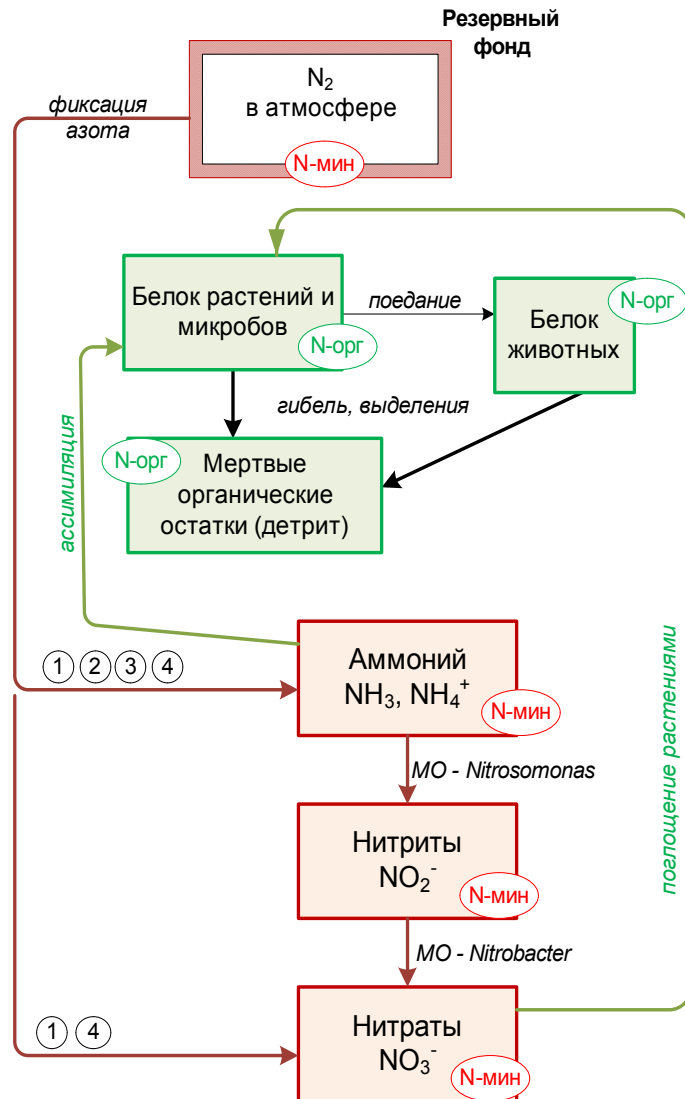 Резервный
фонд
N₂
в атмосфере
N-мин
фиксация
азота
Белок растений и
микробов
N-орг
поедание
N-орг
Белок
животных
гибель, выделения
N-орг
Мертвые
органические
остатки (детрит)
ассимиляция
1 2 3 4
Аммоний
NH₃, NH₄⁺
N-мин
МО - Nitrosomonas
Нитриты
NO₂⁻
N-мин
МО - Nitrobacter
поглощение растениями
1 4
Нитраты
NO₃⁻
N-мин